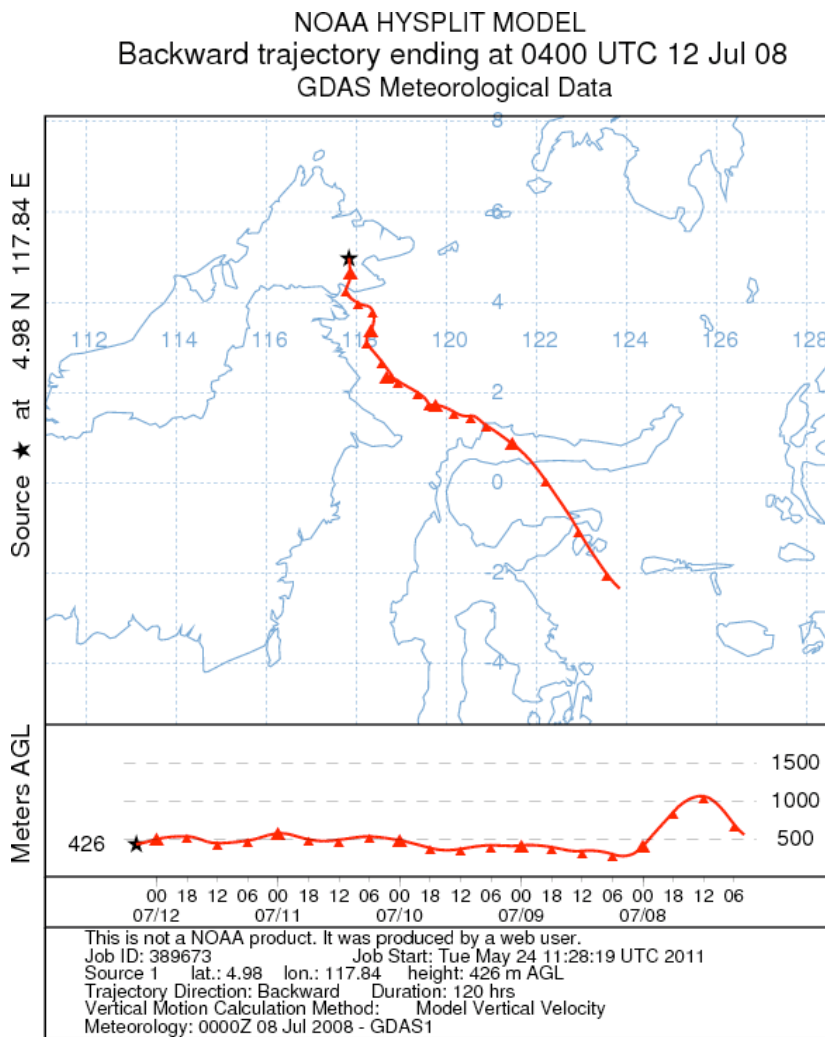 NOAA HYSPLIT MODEL
Backward trajectory ending at 0400 UTC 12 Jul 08
GDAS Meteorological Data
Source ★ at 4.98 N 117.84 E
8
6
4
112 114 116 118 120 122 124 126 128
2
0
-2
-4
Meters AGL
1500
1000
426
500
00 18 12 06 00 18 12 06 00 18 12 06 00 18 12 06 00 18 12 06
07/12 07/11 07/10 07/09 07/08
This is not a NOAA product. It was produced by a web user.
Job ID: 389673 Job Start: Tue May 24 11:28:19 UTC 2011
Source 1 lat.: 4.98 lon.: 117.84 height: 426 m AGL
Trajectory Direction: Backward Duration: 120 hrs
Vertical Motion Calculation Method: Model Vertical Velocity
Meteorology: 0000Z 08 Jul 2008 - GDAS1